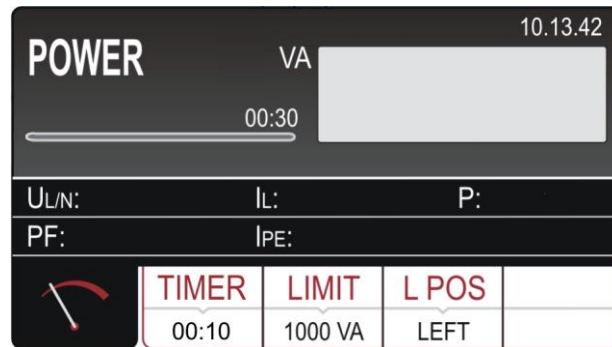 10.13.42
POWER VA
00:30
UL/N: IL: P:
PF: IPE:
TIMER LIMIT L POS
00:10 1000 VA LEFT